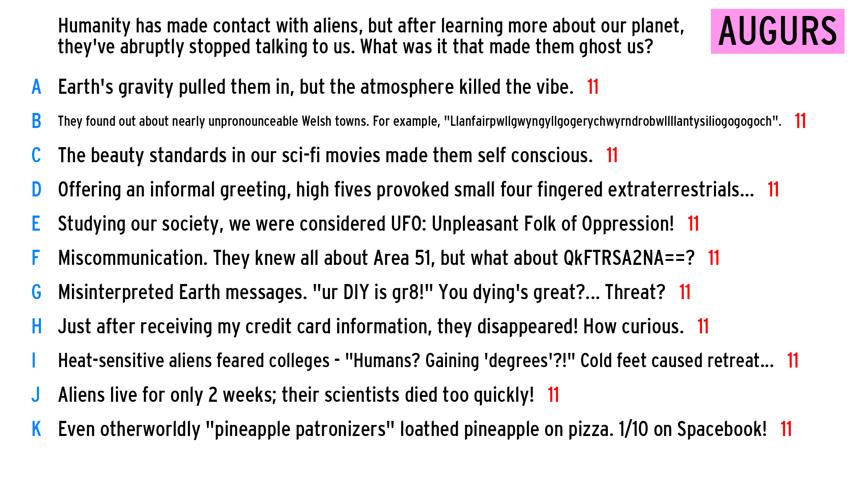 Humanity has made contact with aliens, but after learning more about our planet,
they've abruptly stopped talking to us. What was it that made them ghost us?
AUGURS
A Earth's gravity pulled them in, but the atmosphere killed the vibe. 11
B They found out about nearly unpronounceable Welsh towns. For example, "Llanfairpwllgwyngyllgogerychwyrndrobwllllantysiliogogogoch". 11
C The beauty standards in our sci-fi movies made them self conscious. 11
D Offering an informal greeting, high fives provoked small four fingered extraterrestrials... 11
E Studying our society, we were considered UFO: Unpleasant Folk of Oppression! 11
F Miscommunication. They knew all about Area 51, but what about QkFTRSA2NA==? 11
G Misinterpreted Earth messages. "ur DIY is gr8!" You dying's great?... Threat? 11
H Just after receiving my credit card information, they disappeared! How curious. 11
I Heat-sensitive aliens feared colleges - "Humans? Gaining 'degrees'?!" Cold feet caused retreat... 11
J Aliens live for only 2 weeks; their scientists died too quickly! 11
K Even otherworldly "pineapple patronizers" loathed pineapple on pizza. 1/10 on Spacebook! 11